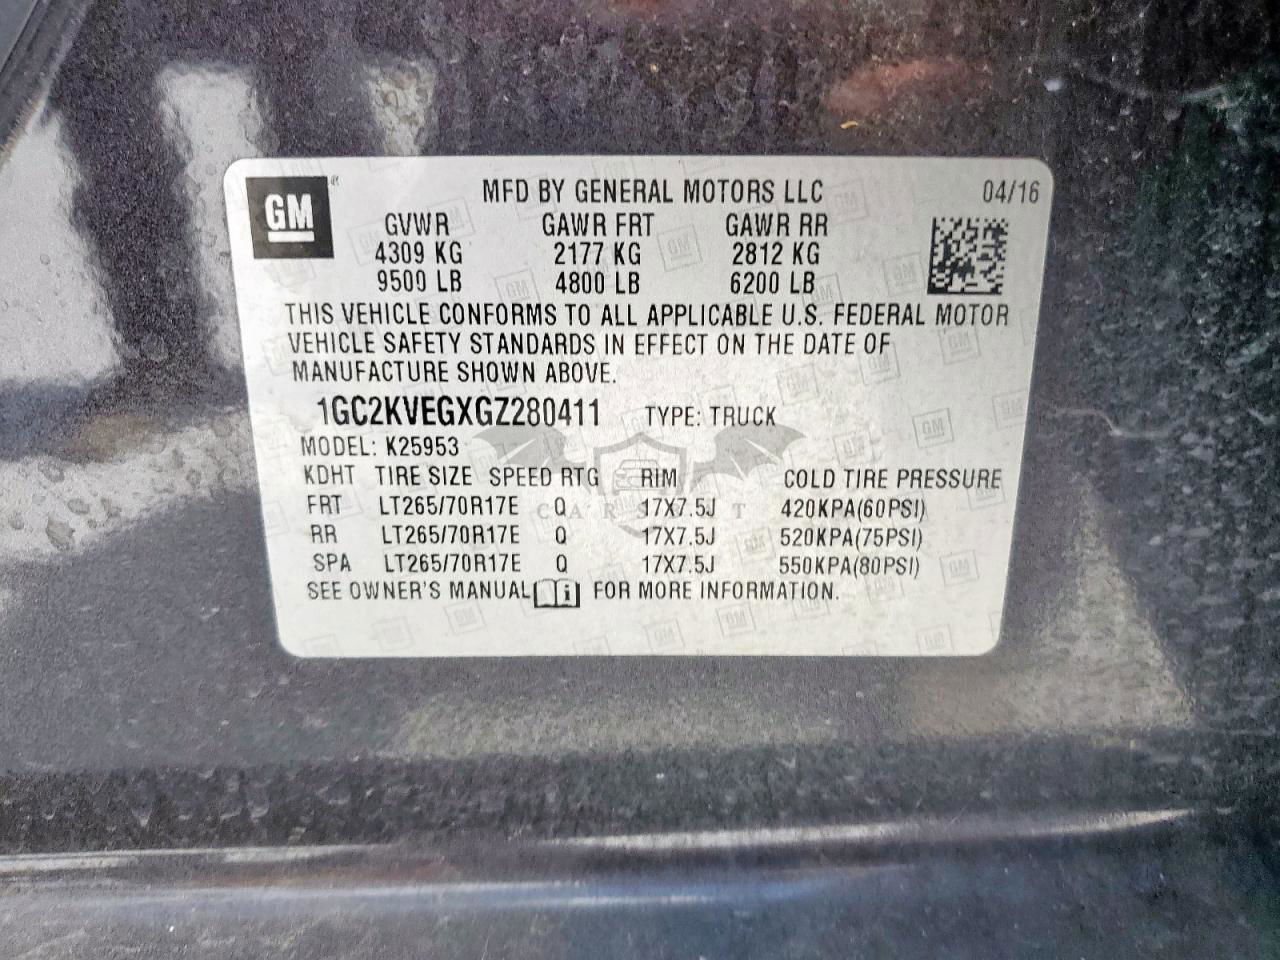 GM
MFD BY GENERAL MOTORS LLC 04/16
GVWR GAWR FRT GAWR RR
4309 KG 2177 KG 2812 KG
9500 LB 4800 LB 6200 LB
THIS VEHICLE CONFORMS TO ALL APPLICABLE U.S. FEDERAL MOTOR
VEHICLE SAFETY STANDARDS IN EFFECT ON THE DATE OF
MANUFACTURE SHOWN ABOVE.
1GC2KVEGXGZ280411 TYPE: TRUCK
MODEL: K25953
KDHT TIRE SIZE SPEED RTG RIM COLD TIRE PRESSURE
FRT LT265/70R17E Q 17X7.5J 420KPA(60PSI)
RR LT265/70R17E Q 17X7.5J 520KPA(75PSI)
SPA LT265/70R17E Q 17X7.5J 550KPA(80PSI)
SEE OWNER'S MANUAL i FOR MORE INFORMATION.